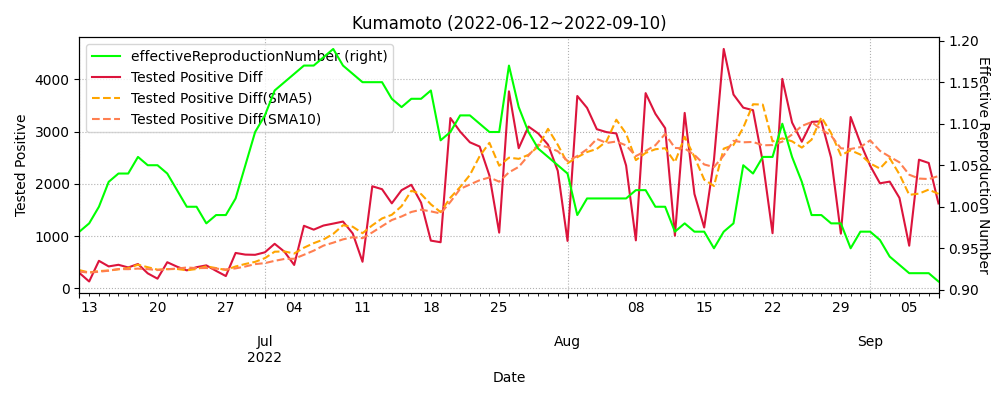 Kumamoto (2022-06-12~2022-09-10)
effectiveReproductionNumber (right)
Tested Positive Diff
Tested Positive Diff(SMA5)
Tested Positive Diff(SMA10)
Tested Positive
4000
3000
2000
1000
0
1.20
1.15
1.10
1.05
1.00
0.95
0.90
Effective Reproduction Number
13 20 27 04 11 18 25 08 15 22 29 05
Jul Aug Sep
2022
Date